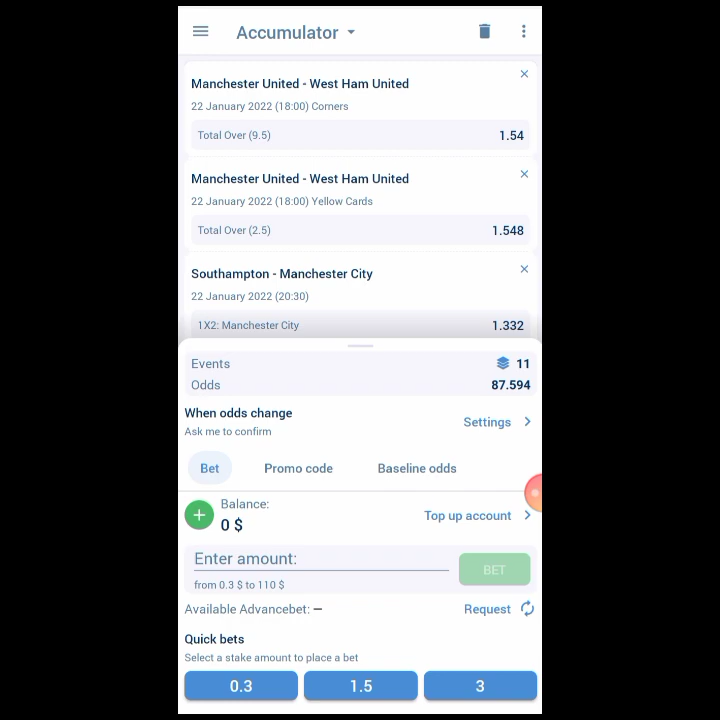 Accumulator
Manchester United - West Ham United
22 January 2022 (18:00) Corners
Total Over (9.5) 1.54
Manchester United - West Ham United
22 January 2022 (18:00) Yellow Cards
Total Over (2.5) 1.548
Southampton - Manchester City
22 January 2022 (20:30)
1X2: Manchester City 1.332
Events 11
Odds 87.594
When odds change
Ask me to confirm
Settings
Bet Promo code Baseline odds
Balance:
0 $
Top up account
Enter amount:
BET
from 0.3 $ to 110 $
Available Advancebet: — Request
Quick bets
Select a stake amount to place a bet
0.3 1.5 3